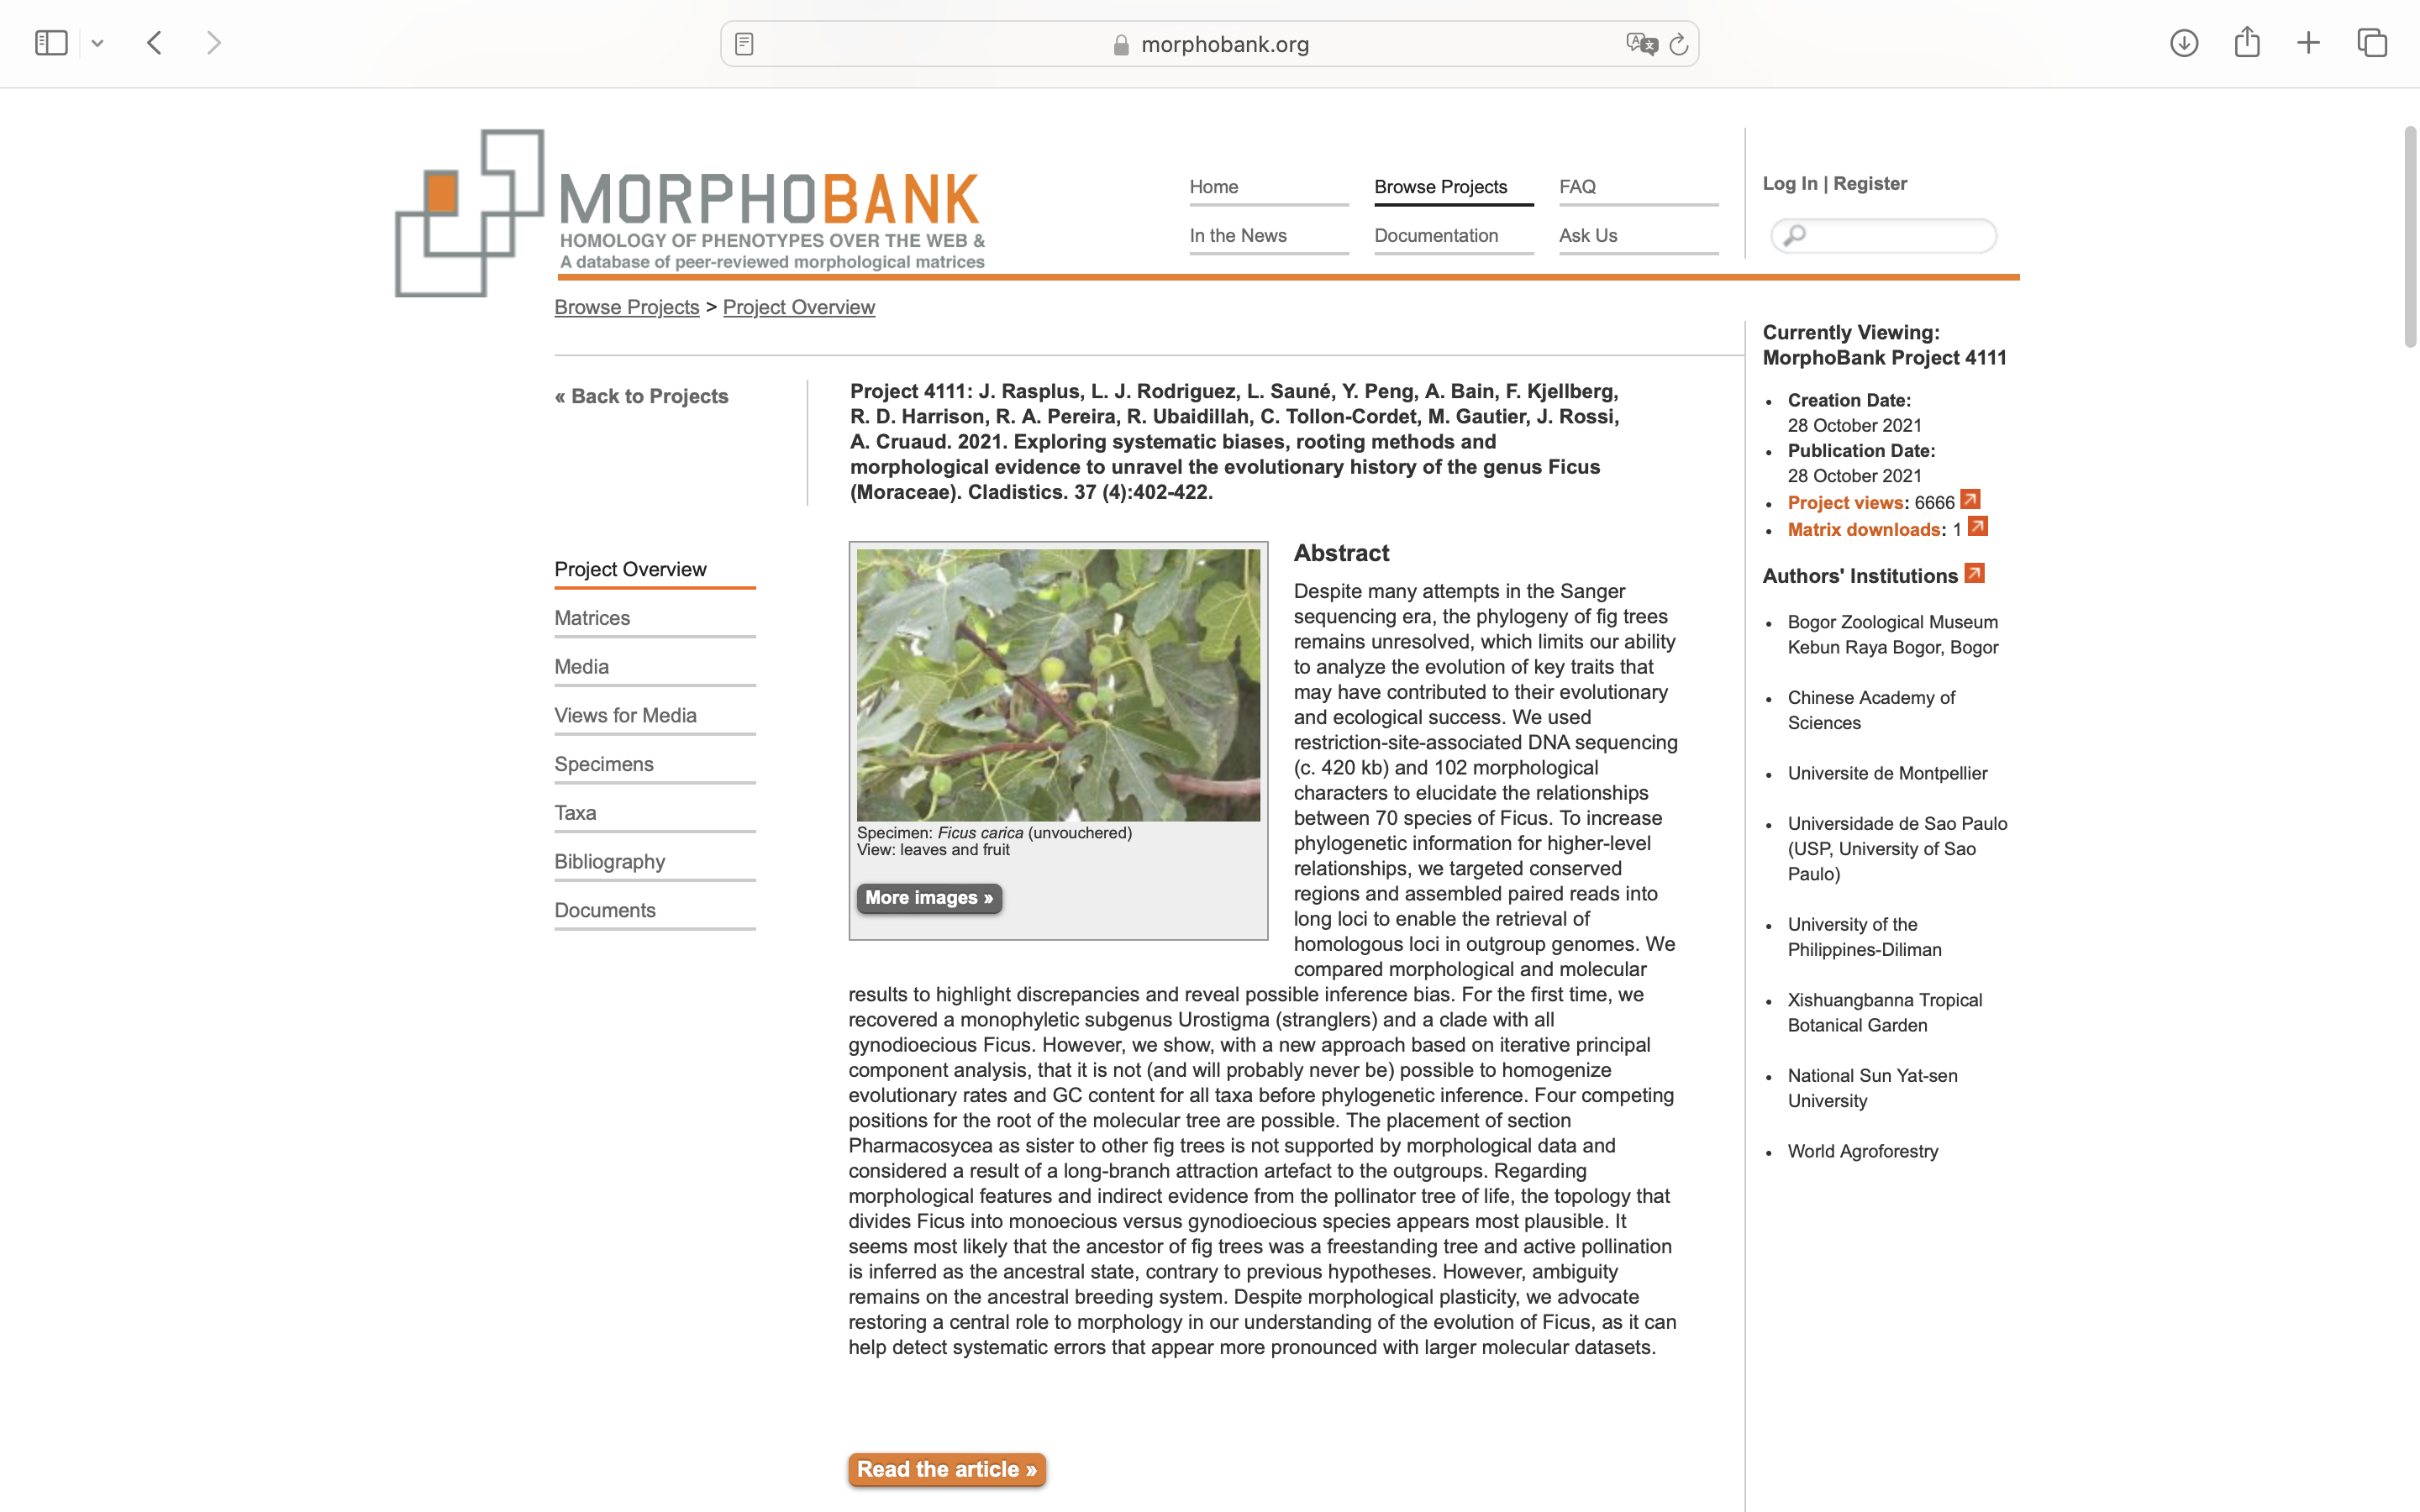 morphobank.org
MORPHOBANK
HOMOLOGY OF PHENOTYPES OVER THE WEB &
A database of peer-reviewed morphological matrices
Home
Browse Projects
FAQ
In the News
Documentation
Ask Us
Log In | Register
Browse Projects > Project Overview
« Back to Projects
Project 4111: J. Rasplus, L. J. Rodriguez, L. Sauné, Y. Peng, A. Bain, F. Kjellberg,
R. D. Harrison, R. A. Pereira, R. Ubaidillah, C. Tollon-Cordet, M. Gautier, J. Rossi,
A. Cruaud. 2021. Exploring systematic biases, rooting methods and
morphological evidence to unravel the evolutionary history of the genus Ficus
(Moraceae). Cladistics. 37 (4):402-422.
Project Overview
Matrices
Media
Views for Media
Specimens
Taxa
Bibliography
Documents
Specimen: Ficus carica (unvouchered)
View: leaves and fruit
More images »
Abstract
Despite many attempts in the Sanger
sequencing era, the phylogeny of fig trees
remains unresolved, which limits our ability
to analyze the evolution of key traits that
may have contributed to their evolutionary
and ecological success. We used
restriction-site-associated DNA sequencing
(c. 420 kb) and 102 morphological
characters to elucidate the relationships
between 70 species of Ficus. To increase
phylogenetic information for higher-level
relationships, we targeted conserved
regions and assembled paired reads into
long loci to enable the retrieval of
homologous loci in outgroup genomes. We
compared morphological and molecular
results to highlight discrepancies and reveal possible inference bias. For the first time, we
recovered a monophyletic subgenus Urostigma (stranglers) and a clade with all
gynodioecious Ficus. However, we show, with a new approach based on iterative principal
component analysis, that it is not (and will probably never be) possible to homogenize
evolutionary rates and GC content for all taxa before phylogenetic inference. Four competing
positions for the root of the molecular tree are possible. The placement of section
Pharmacosycea as sister to other fig trees is not supported by morphological data and
considered a result of a long-branch attraction artefact to the outgroups. Regarding
morphological features and indirect evidence from the pollinator tree of life, the topology that
divides Ficus into monoecious versus gynodioecious species appears most plausible. It
seems most likely that the ancestor of fig trees was a freestanding tree and active pollination
is inferred as the ancestral state, contrary to previous hypotheses. However, ambiguity
remains on the ancestral breeding system. Despite morphological plasticity, we advocate
restoring a central role to morphology in our understanding of the evolution of Ficus, as it can
help detect systematic errors that appear more pronounced with larger molecular datasets.
Read the article »
Currently Viewing:
MorphoBank Project 4111
• Creation Date:
28 October 2021
• Publication Date:
28 October 2021
• Project views: 6666
• Matrix downloads: 1
Authors' Institutions
• Bogor Zoological Museum
Kebun Raya Bogor, Bogor
• Chinese Academy of
Sciences
• Universite de Montpellier
• Universidade de Sao Paulo
(USP, University of Sao
Paulo)
• University of the
Philippines-Diliman
• Xishuangbanna Tropical
Botanical Garden
• National Sun Yat-sen
University
• World Agroforestry